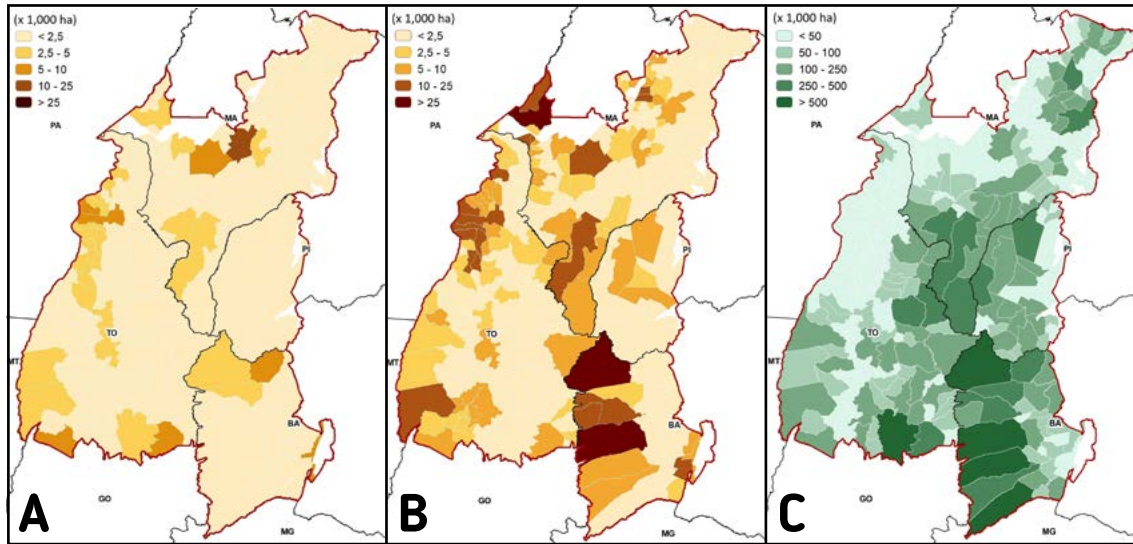 (x 1,000 ha)
< 2,5
2,5 - 5
5 - 10
10 - 25
> 25
PA
MA
PI
TO
MT
BA
GO
MG
A
(x 1,000 ha)
< 2,5
2,5 - 5
5 - 10
10 - 25
> 25
PA
MA
PI
TO
MT
BA
GO
MG
B
(x 1,000 ha)
< 50
50 - 100
100 - 250
250 - 500
> 500
PA
MA
PI
TO
MT
BA
GO
MG
C